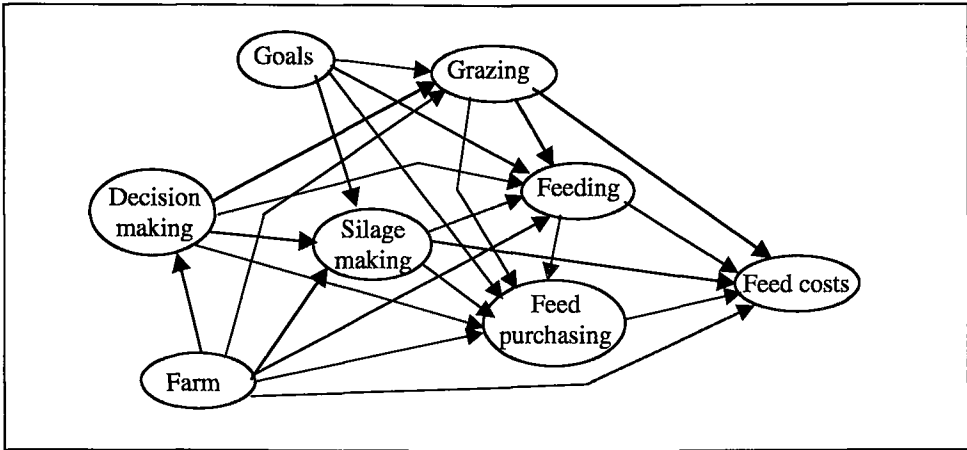 Goals
Grazing
Decision
making
Silage
making
Feeding
Feed costs
Feed
purchasing
Farm